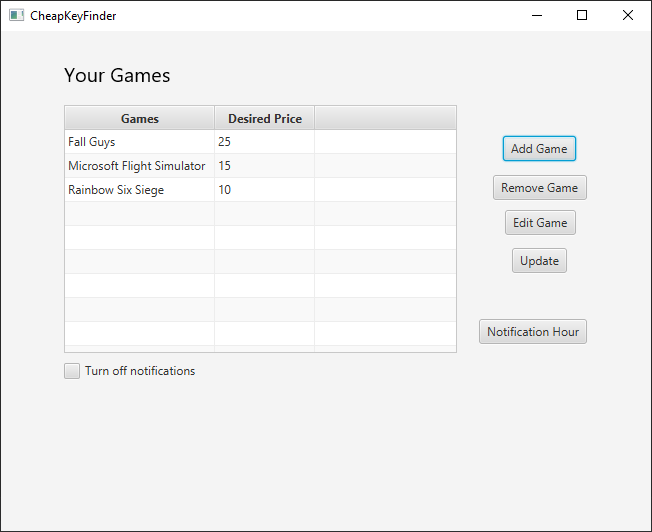 CheapKeyFinder
Your Games
Games Desired Price
Fall Guys 25
Microsoft Flight Simulator 15
Rainbow Six Siege 10
Add Game
Remove Game
Edit Game
Update
Notification Hour
Turn off notifications